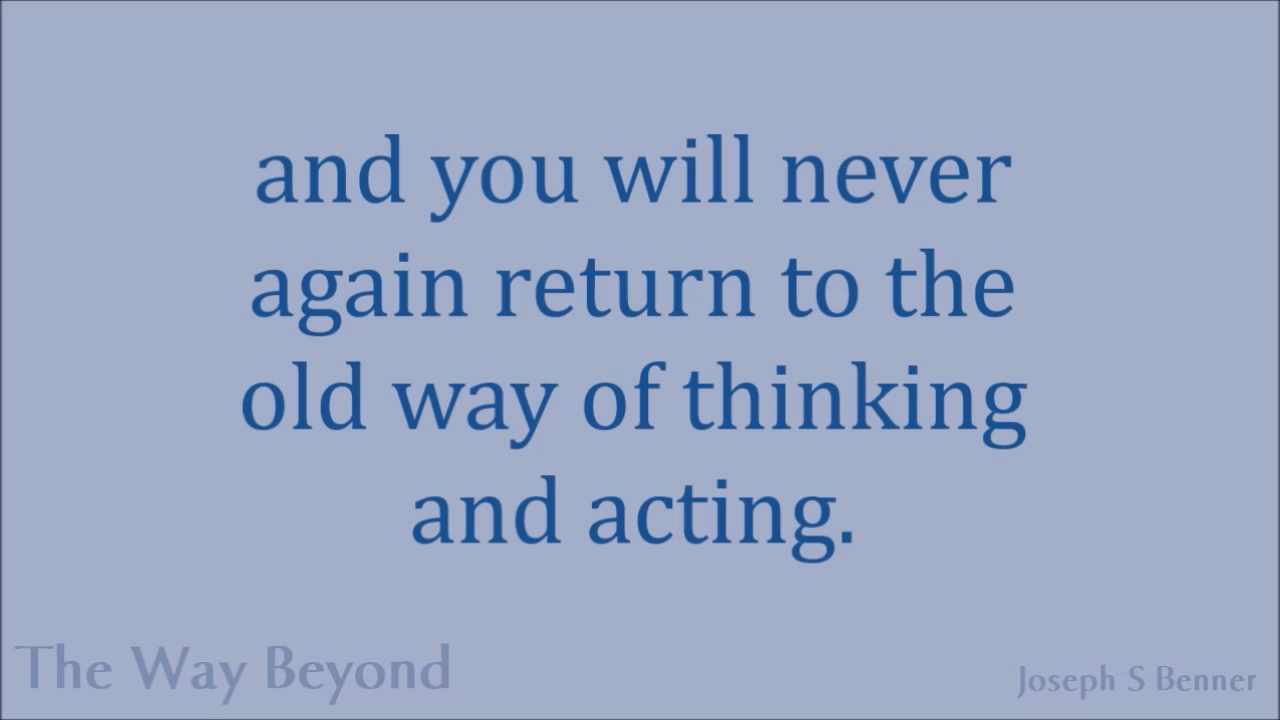 and you will never
again return to the
old way of thinking
and acting.
The Way Beyond
Joseph S Benner